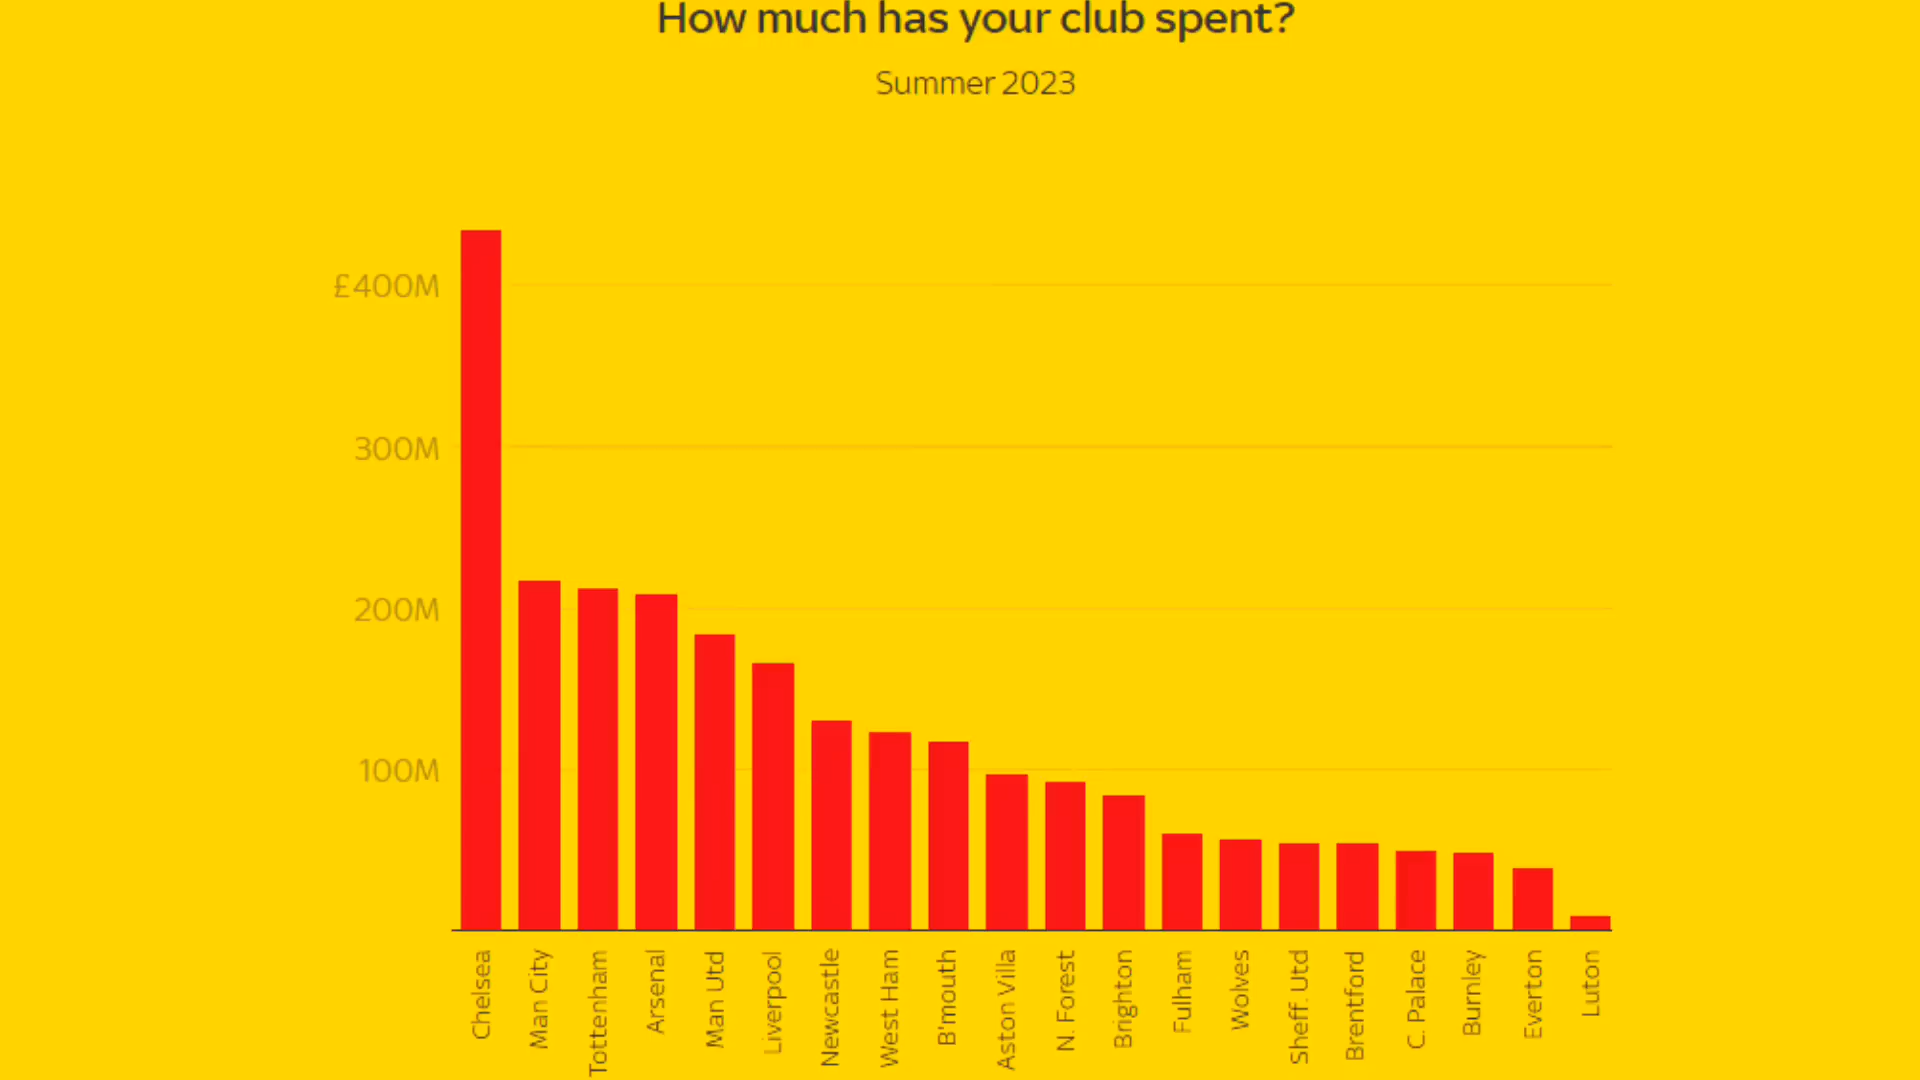 How much has your club spent?
Summer 2023
£400M
300M
200M
100M
Chelsea
Man City
Tottenham
Arsenal
Man Utd
Liverpool
Newcastle
West Ham
B'mouth
Aston Villa
N. Forest
Brighton
Fulham
Wolves
Sheff. Utd
Brentford
C. Palace
Burnley
Everton
Luton